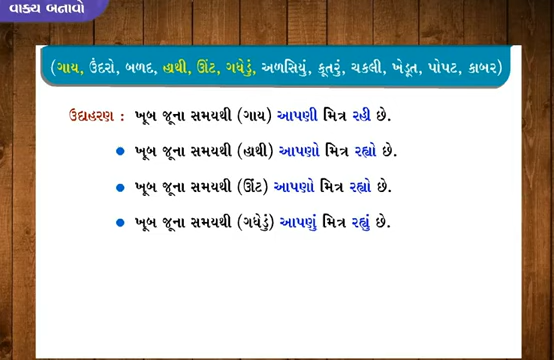 વાક્ય બનાવો
(ગાય, ઉંદરો, બળદ, હાથી, ઊંટ, ગધેડું, અળસિયું, કૂતરું, ચકલી, ખેડૂત, પોપટ, કાબર)
ઉદાહરણ : ખૂબ જૂના સમયથી (ગાય) આપણી મિત્ર રહી છે.
• ખૂબ જૂના સમયથી (હાથી) આપણો મિત્ર રહ્યો છે.
• ખૂબ જૂના સમયથી (ઊંટ) આપણો મિત્ર રહ્યો છે.
• ખૂબ જૂના સમયથી (ગધેડું) આપણું મિત્ર રહ્યું છે.